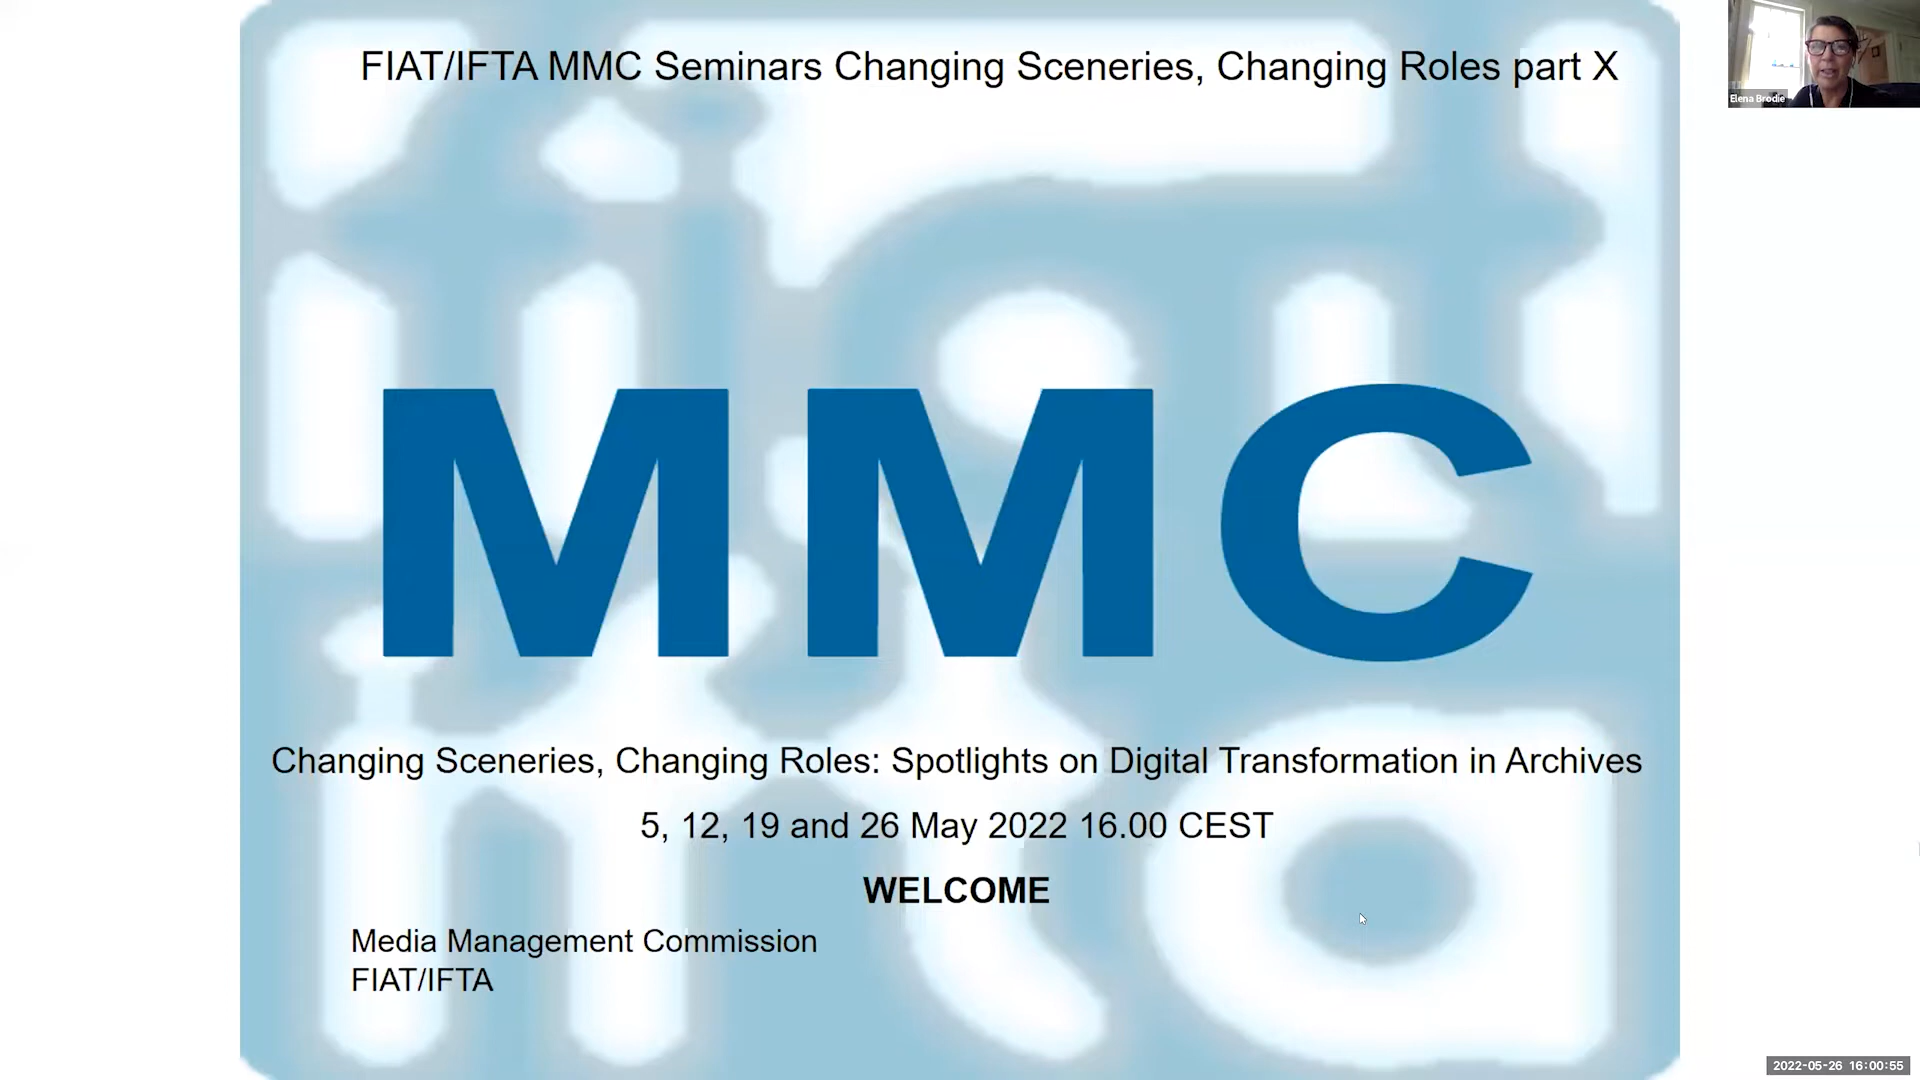 FIAT/IFTA MMC Seminars Changing Sceneries, Changing Roles part X
Elena Brodie
fiat
ifta
MMC
Changing Sceneries, Changing Roles: Spotlights on Digital Transformation in Archives
5, 12, 19 and 26 May 2022 16.00 CEST
WELCOME
Media Management Commission
FIAT/IFTA
2022-05-26 16:00:55